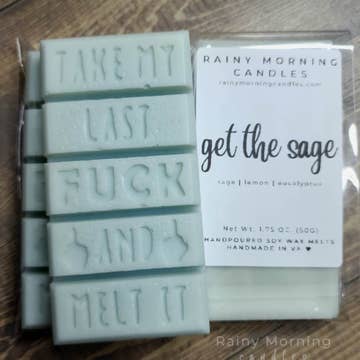 TAKE MY
LAST
FUCK
AND
MELT IT
RAINY MORNING
CANDLES
rainymorningcandles.com
get the sage
sage | lemon | eucalyptus
Net Wt. 1.75 OZ. (50G)
HANDPOURED SOY WAX MELTS
HANDMADE IN VA ♥
Rainy Morning
candles